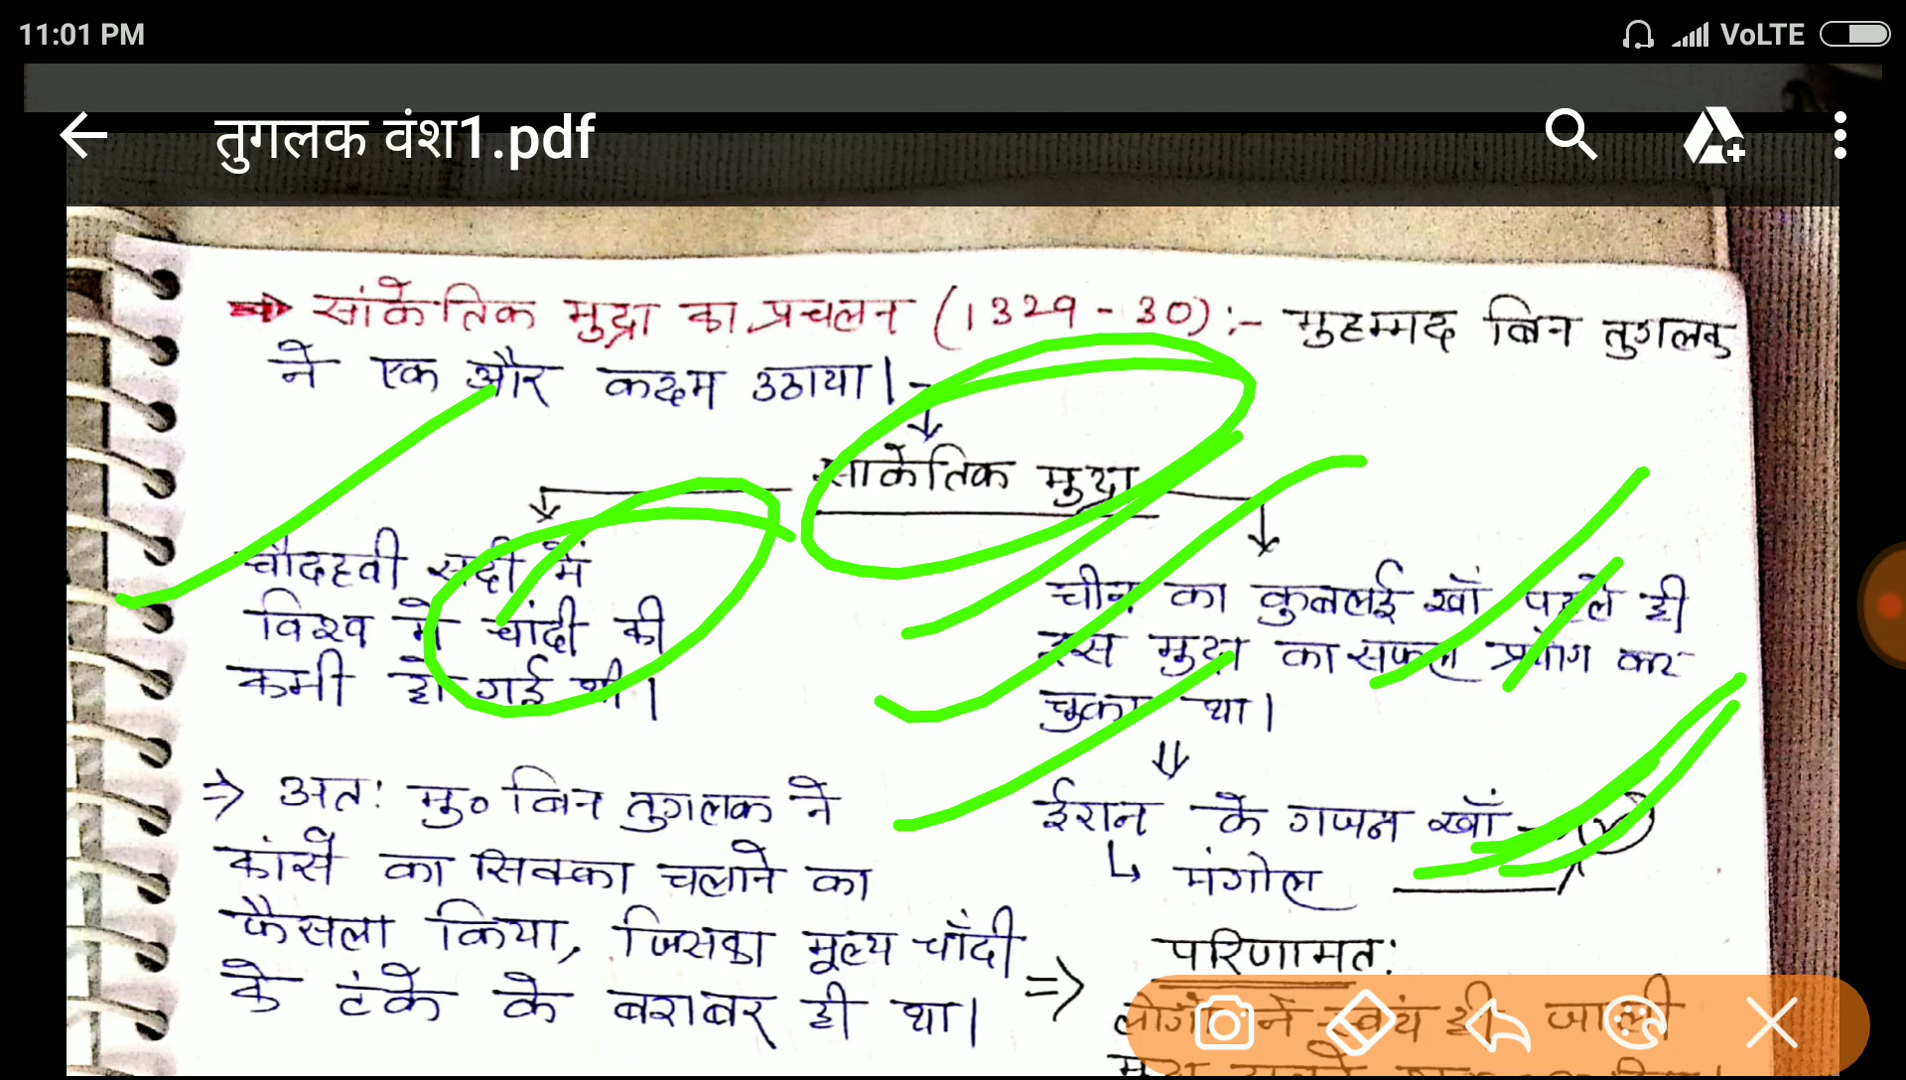 11:01 PM VoLTE
तुगलक वंश1.pdf
⇒ सांकेतिक मुद्रा का प्रचलन (1329 - 30) :- मुहम्मद बिन तुगलक
ने एक और कदम उठाया।-
सांकेतिक मुद्रा
चौदहवी सदी में
विश्व में चांदी की
कमी हो गई थी।
चीन का कुबलई खाँ पहले ही
इस मुद्रा का सफल प्रयोग कर
चुका था।
ईरान के गजन खाँ - (x)
↳ मंगोल
⇒ अतः मु० बिन तुगलक ने
कांसे का सिक्का चलाने का
फैसला किया, जिसका मूल्य चाँदी
के टंके के बराबर ही था।
⇒ परिणामतः
लोगों ने स्वयं ही जाली